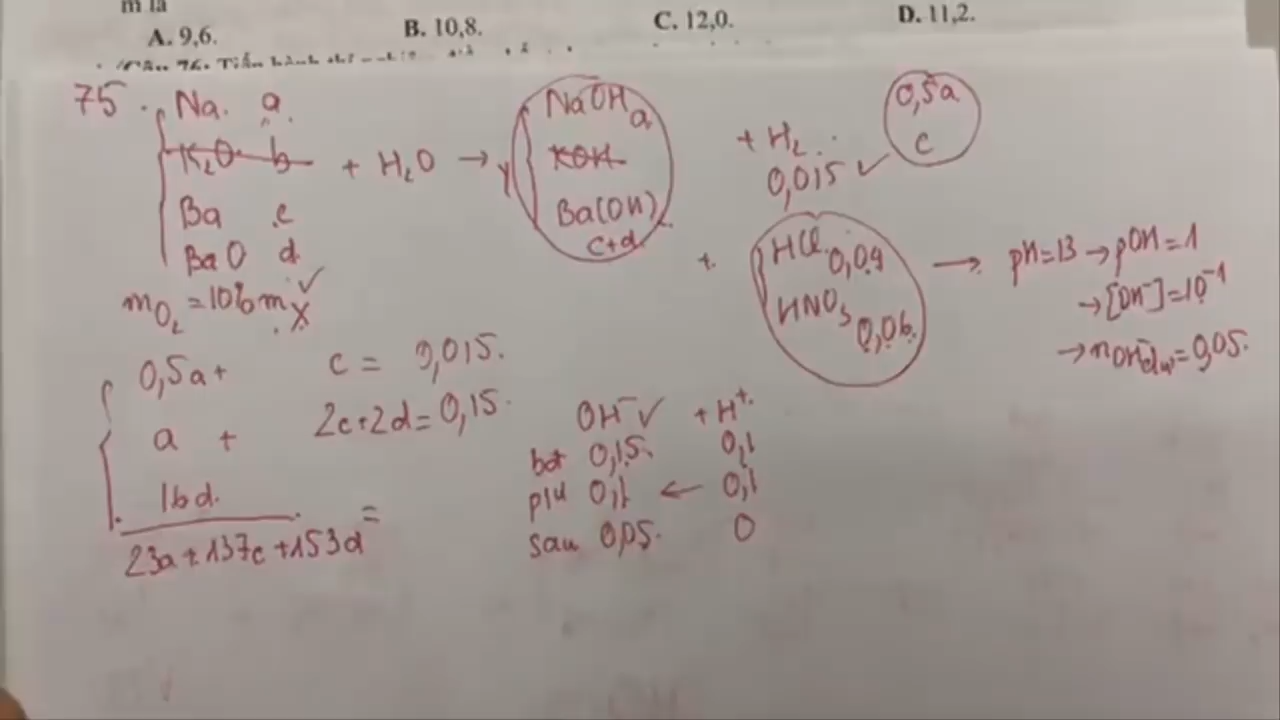 m là
A. 9,6.
B. 10,8.
C. 12,0.
D. 11,2.
75. Na a
K₂O b
Ba c
BaO d
+ H₂O →
Y
NaOH a
KOH
Ba(OH)₂
c+d
+ H₂
0,015 ✓
0,5a
c
mO₂ = 10%mX ✓
+
HCl 0,04
HNO₃ 0,06
→ pH=13 → pOH=1
→ [OH⁻]=10⁻¹
→ nOH⁻dư=0,05.
0,5a + c = 0,015.
a + 2c+2d=0,15.
16d.
23a+137c+153d =
OH⁻ ✓ + H⁺
bđ 0,15. 0,1
pư 0,1 ← 0,1
sau 0,05. 0